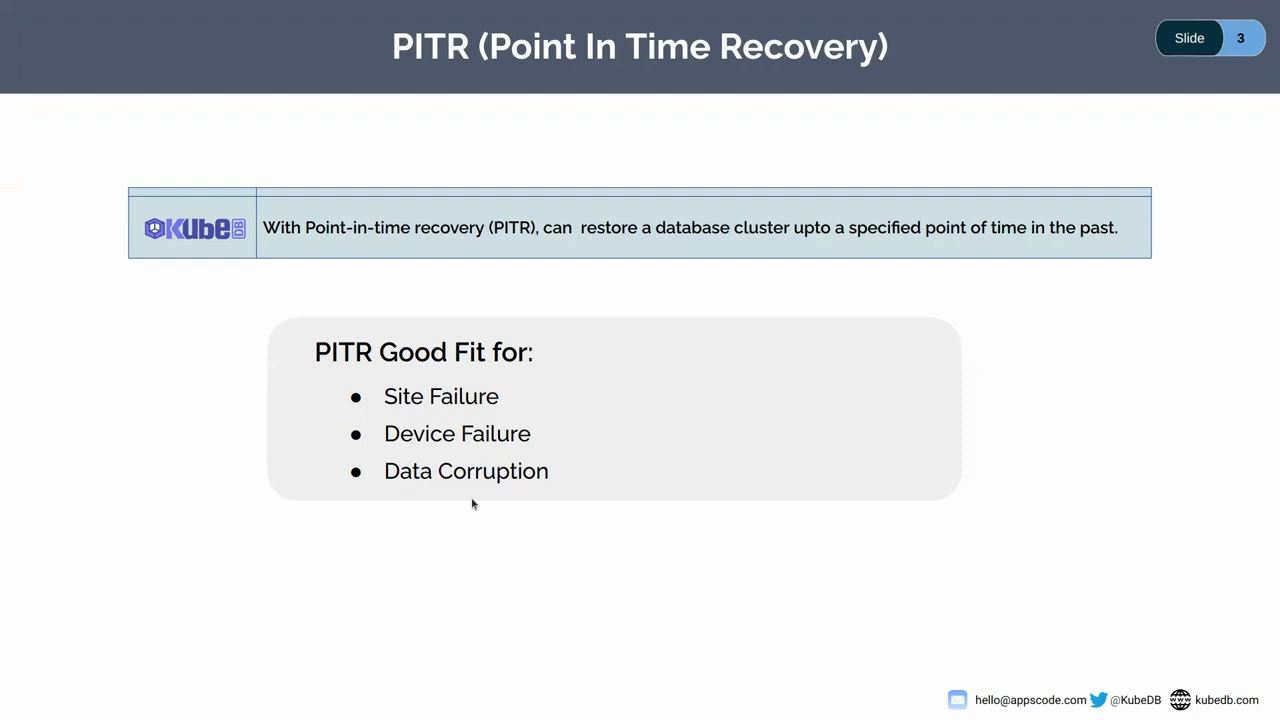 PITR (Point In Time Recovery)
Slide 3
KubeDB
With Point-in-time recovery (PITR), can restore a database cluster upto a specified point of time in the past.
PITR Good Fit for:
● Site Failure
● Device Failure
● Data Corruption
hello@appscode.com @KubeDB kubedb.com